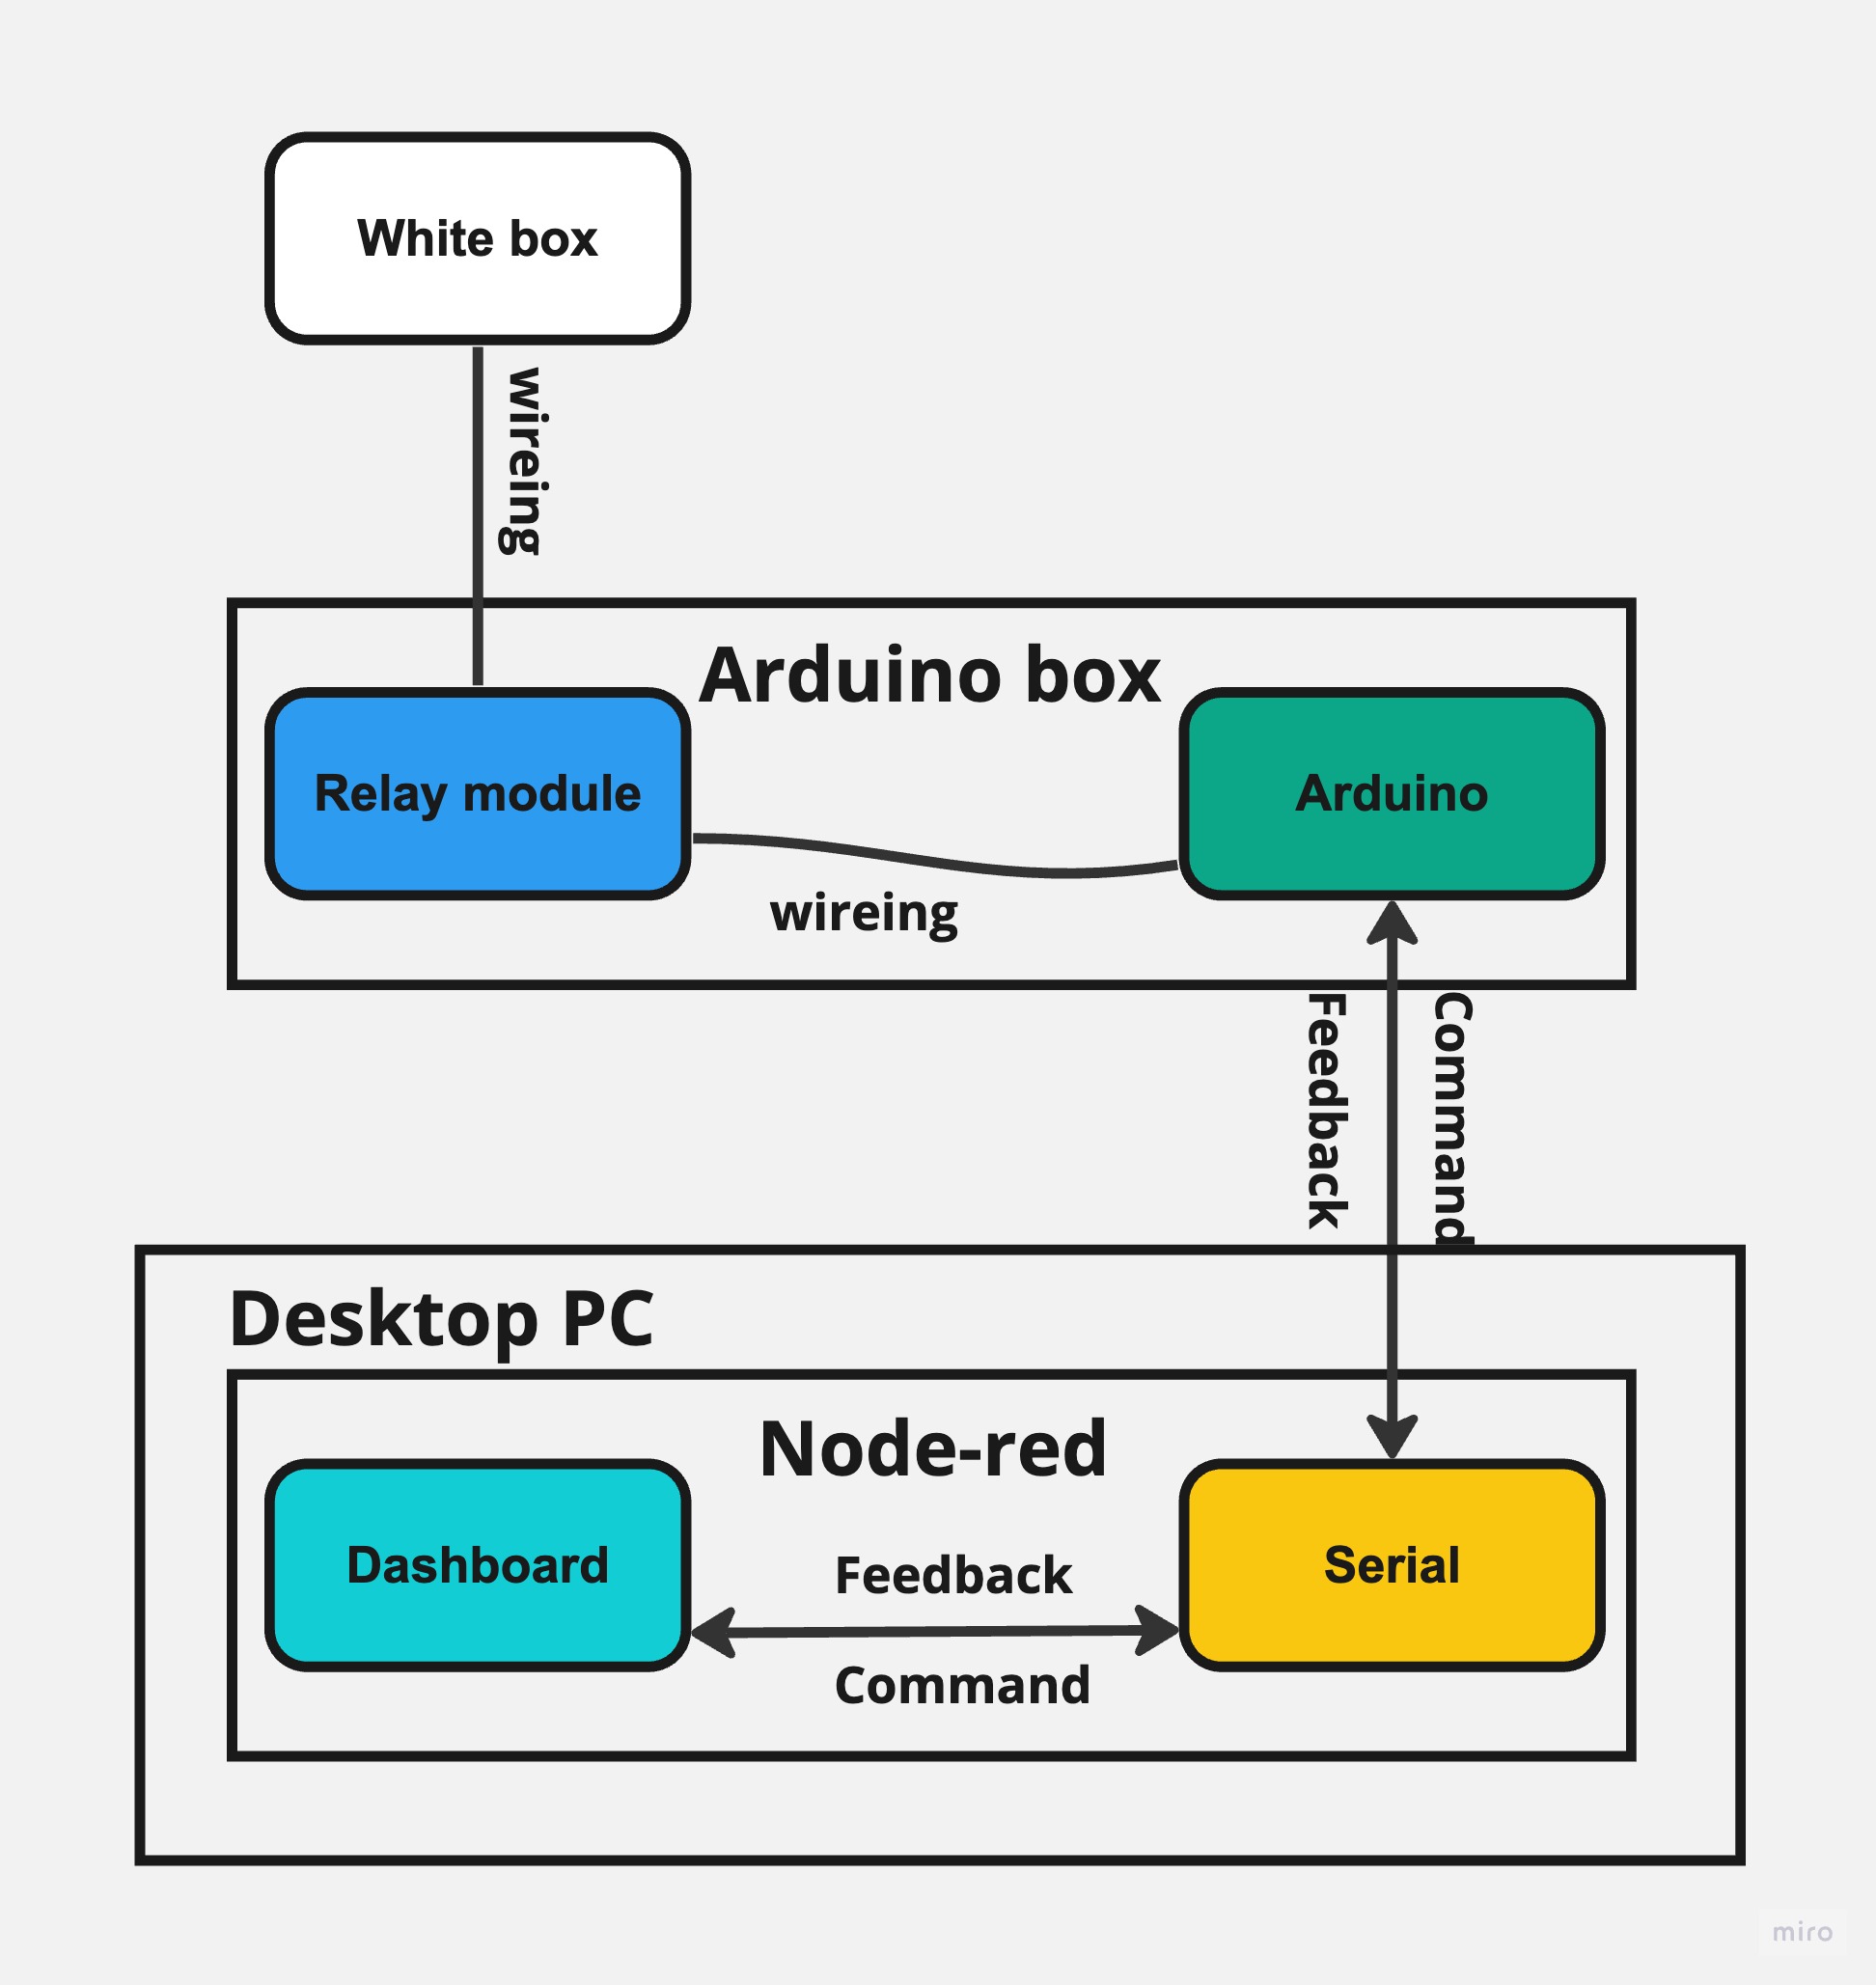 White box
wireing
Arduino box
Relay module
Arduino
wireing
Feedback
Command
Desktop PC
Node-red
Dashboard
Feedback
Serial
Command
miro